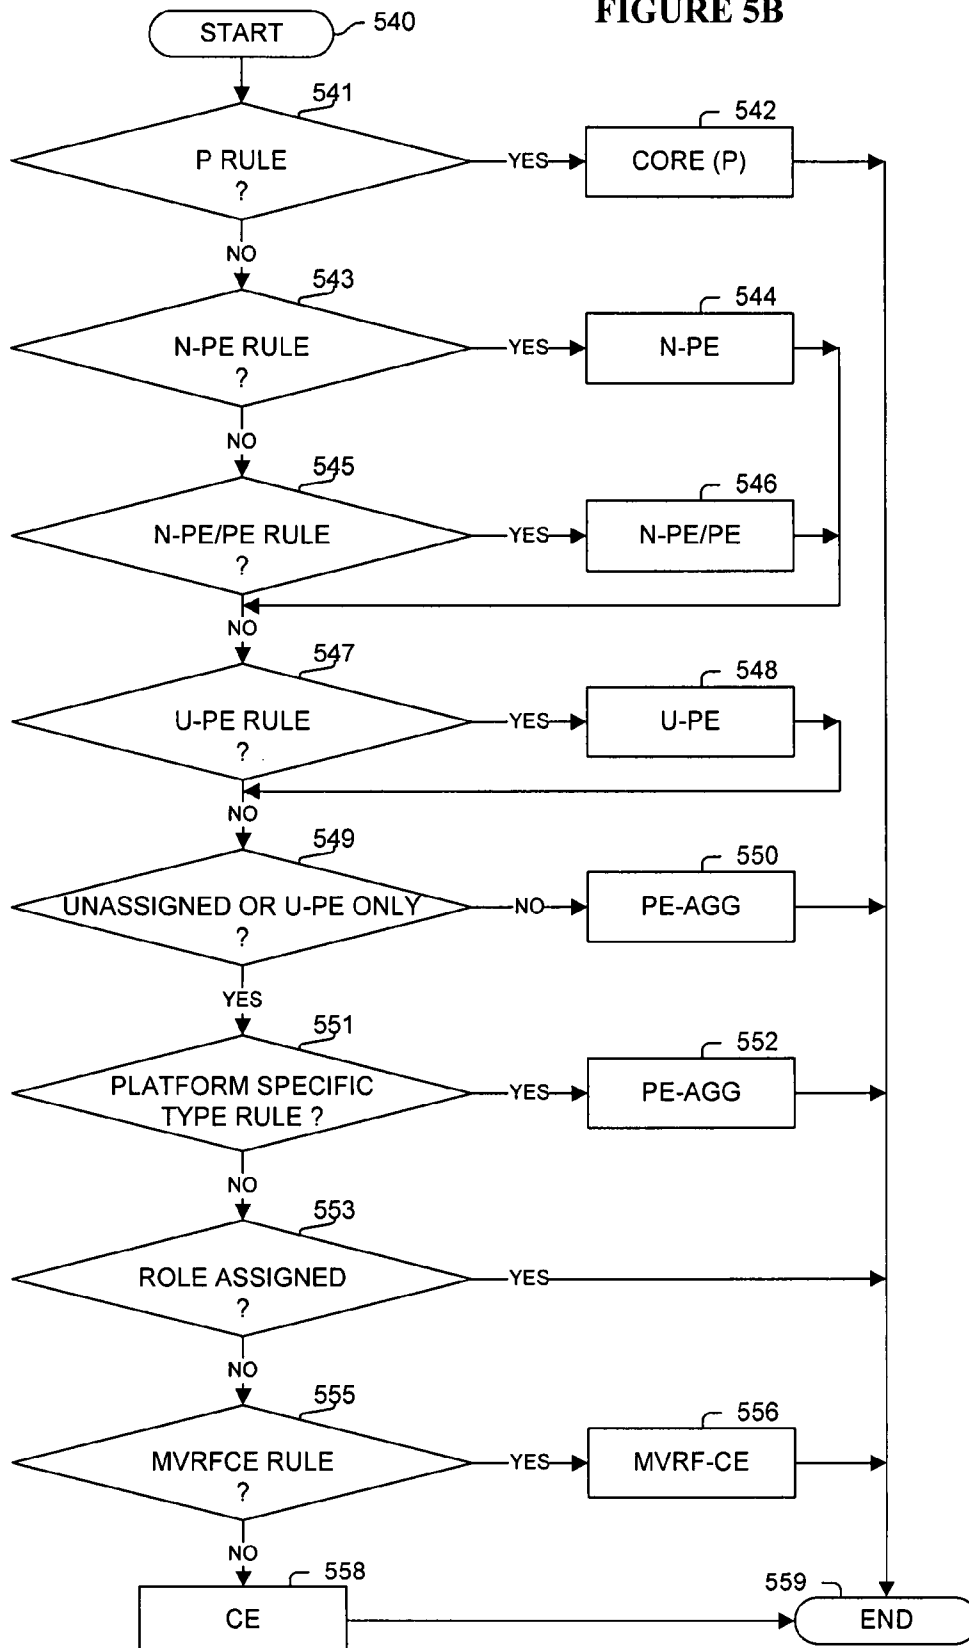 FIGURE 5B
START
540
541
P RULE
?
YES
542
CORE (P)
NO
543
N-PE RULE
?
YES
544
N-PE
NO
545
N-PE/PE RULE
?
YES
546
N-PE/PE
NO
547
U-PE RULE
?
YES
548
U-PE
NO
549
UNASSIGNED OR U-PE ONLY
?
NO
550
PE-AGG
YES
551
PLATFORM SPECIFIC
TYPE RULE ?
YES
552
PE-AGG
NO
553
ROLE ASSIGNED
?
YES
NO
555
MVRFCE RULE
?
YES
556
MVRF-CE
NO
558
CE
559
END